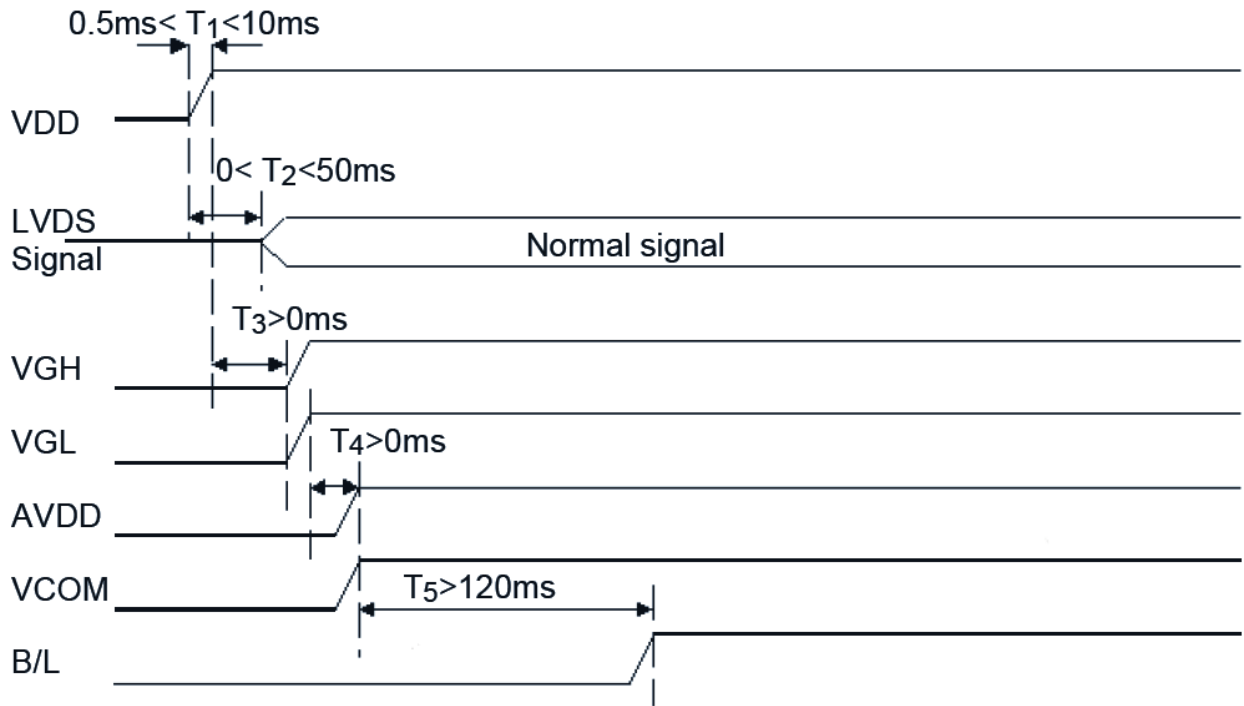 0.5ms< T1<10ms
VDD
0< T2<50ms
LVDS
Signal
Normal signal
T3>0ms
VGH
VGL
T4>0ms
AVDD
VCOM
T5>120ms
B/L